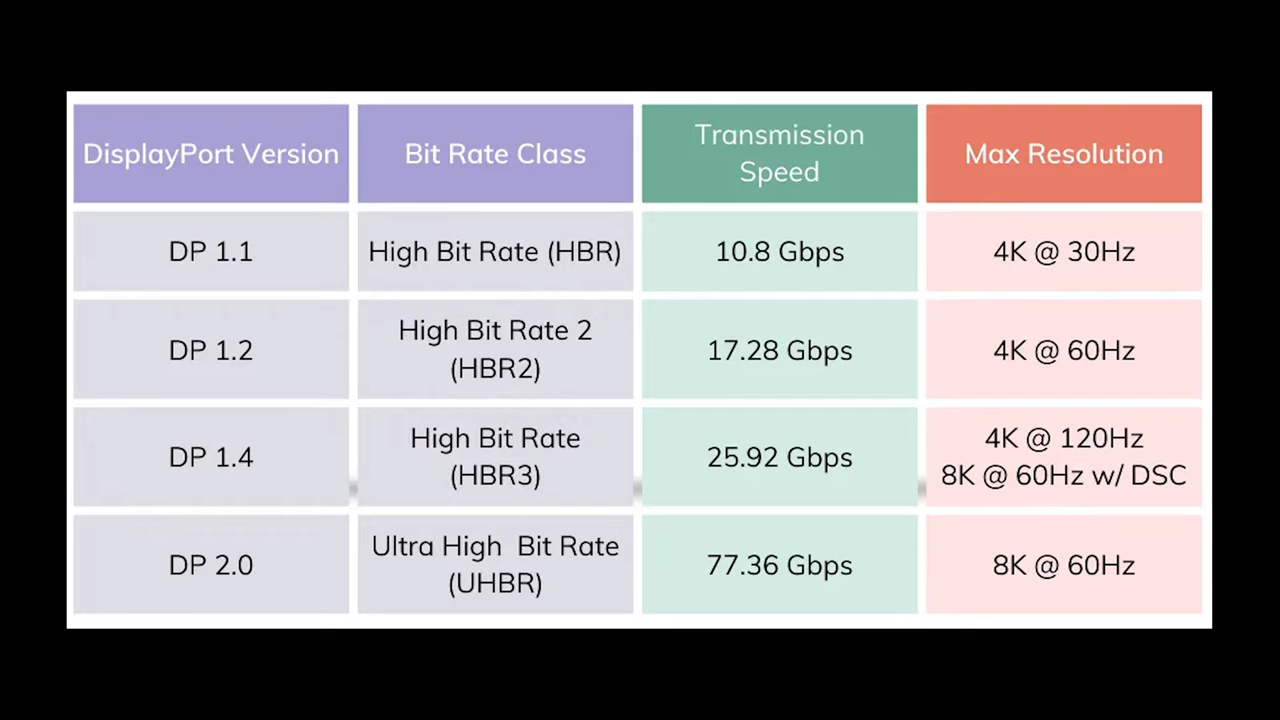 DisplayPort Version
Bit Rate Class
Transmission
Speed
Max Resolution
DP 1.1
High Bit Rate (HBR)
10.8 Gbps
4K @ 30Hz
DP 1.2
High Bit Rate 2
(HBR2)
17.28 Gbps
4K @ 60Hz
DP 1.4
High Bit Rate
(HBR3)
25.92 Gbps
4K @ 120Hz
8K @ 60Hz w/ DSC
DP 2.0
Ultra High  Bit Rate
(UHBR)
77.36 Gbps
8K @ 60Hz